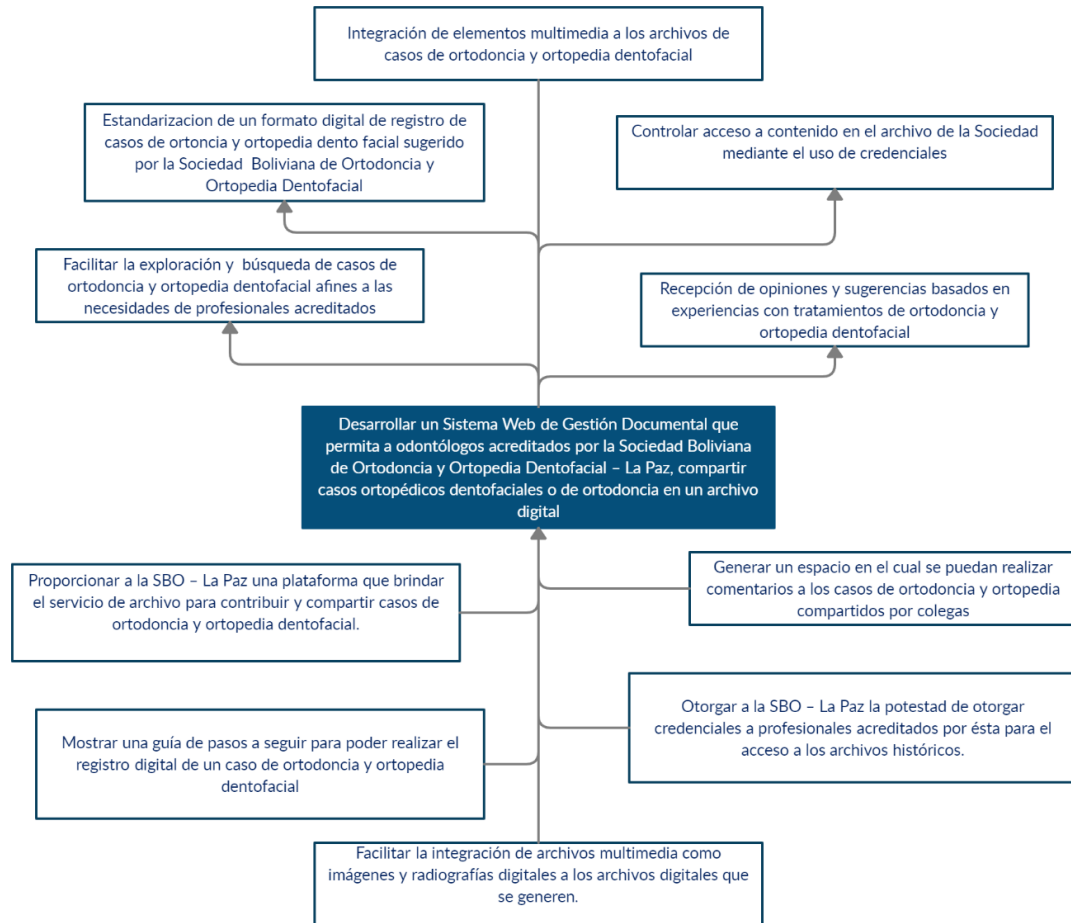 Integración de elementos multimedia a los archivos de
casos de ortodoncia y ortopedia dentofacial
Estandarizacion de un formato digital de registro de
casos de ortoncia y ortopedia dento facial sugerido
por la Sociedad Boliviana de Ortodoncia y
Ortopedia Dentofacial
Controlar acceso a contenido en el archivo de la Sociedad
mediante el uso de credenciales
Facilitar la exploración y búsqueda de casos de
ortodoncia y ortopedia dentofacial afines a las
necesidades de profesionales acreditados
Recepción de opiniones y sugerencias basados en
experiencias con tratamientos de ortodoncia y
ortopedia dentofacial
Desarrollar un Sistema Web de Gestión Documental que
permita a odontólogos acreditados por la Sociedad Boliviana
de Ortodoncia y Ortopedia Dentofacial – La Paz, compartir
casos ortopédicos dentofaciales o de ortodoncia en un archivo
digital
Proporcionar a la SBO – La Paz una plataforma que brindar
el servicio de archivo para contribuir y compartir casos de
ortodoncia y ortopedia dentofacial.
Generar un espacio en el cual se puedan realizar
comentarios a los casos de ortodoncia y ortopedia
compartidos por colegas
Mostrar una guía de pasos a seguir para poder realizar el
registro digital de un caso de ortodoncia y ortopedia
dentofacial
Otorgar a la SBO – La Paz la potestad de otorgar
credenciales a profesionales acreditados por ésta para el
acceso a los archivos históricos.
Facilitar la integración de archivos multimedia como
imágenes y radiografías digitales a los archivos digitales que
se generen.